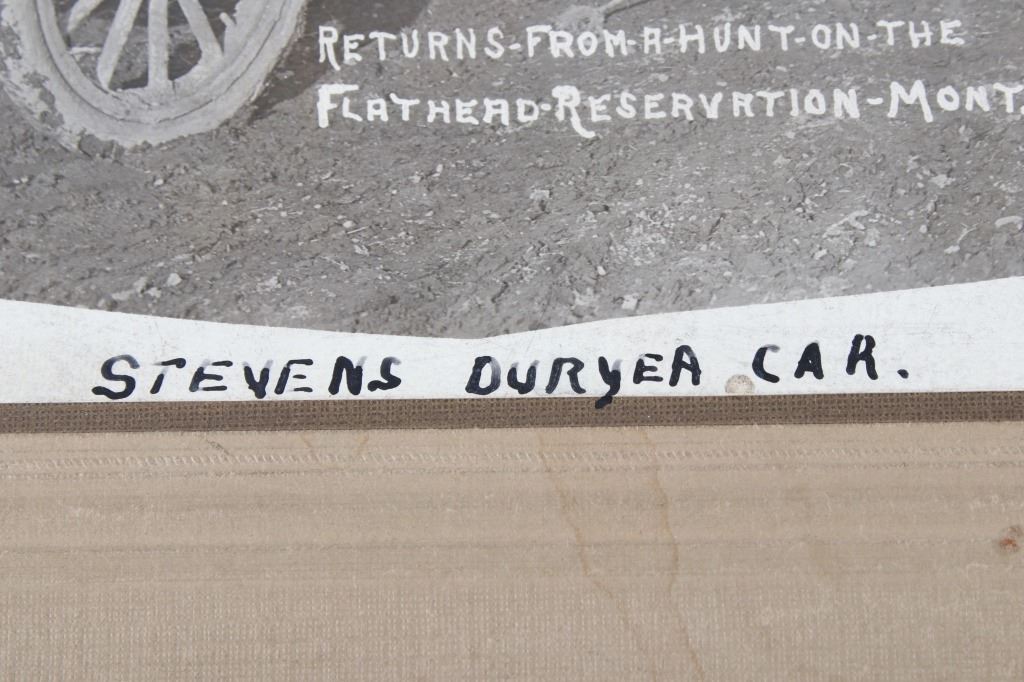 RETURNS-FROM-A-HUNT-ON-THE
FLATHEAD-RESERVATION-MONT.
STEVENS DURYEA CAR.